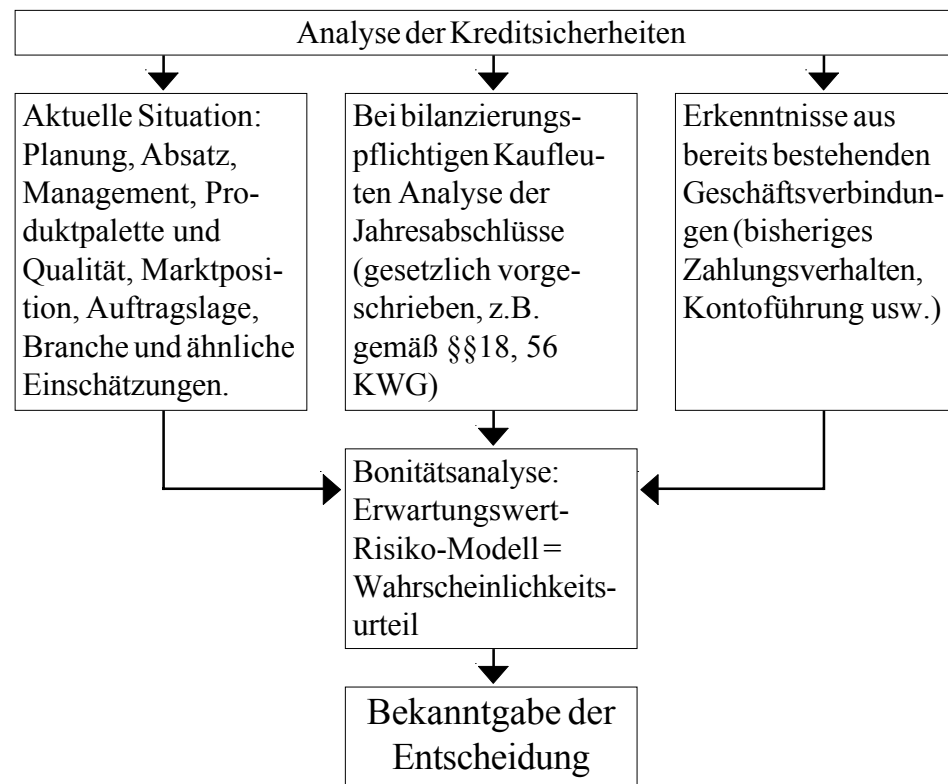 Analyse der Kreditsicherheiten
Aktuelle Situation:
Planung, Absatz,
Management, Pro-
duktpalette und
Qualität, Marktposi-
tion, Auftragslage,
Branche und ähnliche
Einschätzungen.
Bei bilanzierungs-
pflichtigen Kaufleu-
ten Analyse der
Jahresabschlüsse
(gesetzlich vorge-
schrieben, z.B.
gemäß §§18, 56
KWG)
Erkenntnisse aus
bereits bestehenden
Geschäftsverbindun-
gen (bisheriges
Zahlungsverhalten,
Kontoführung usw.)
Bonitätsanalyse:
Erwartungswert-
Risiko-Modell =
Wahrscheinlichkeits-
urteil
Bekanntgabe der
Entscheidung